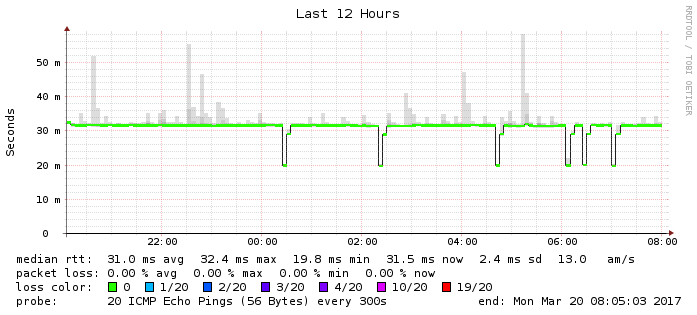 Last 12 Hours
RRDTOOL / TOBI OETIKER
Seconds
50 m
40 m
30 m
20 m
10 m
0
22:00 00:00 02:00 04:00 06:00 08:00
median rtt: 31.0 ms avg 32.4 ms max 19.8 ms min 31.5 ms now 2.4 ms sd 13.0 am/s
packet loss: 0.00 % avg 0.00 % max 0.00 % min 0.00 % now
loss color: 0 1/20 2/20 3/20 4/20 10/20 19/20
probe: 20 ICMP Echo Pings (56 Bytes) every 300s end: Mon Mar 20 08:05:03 2017